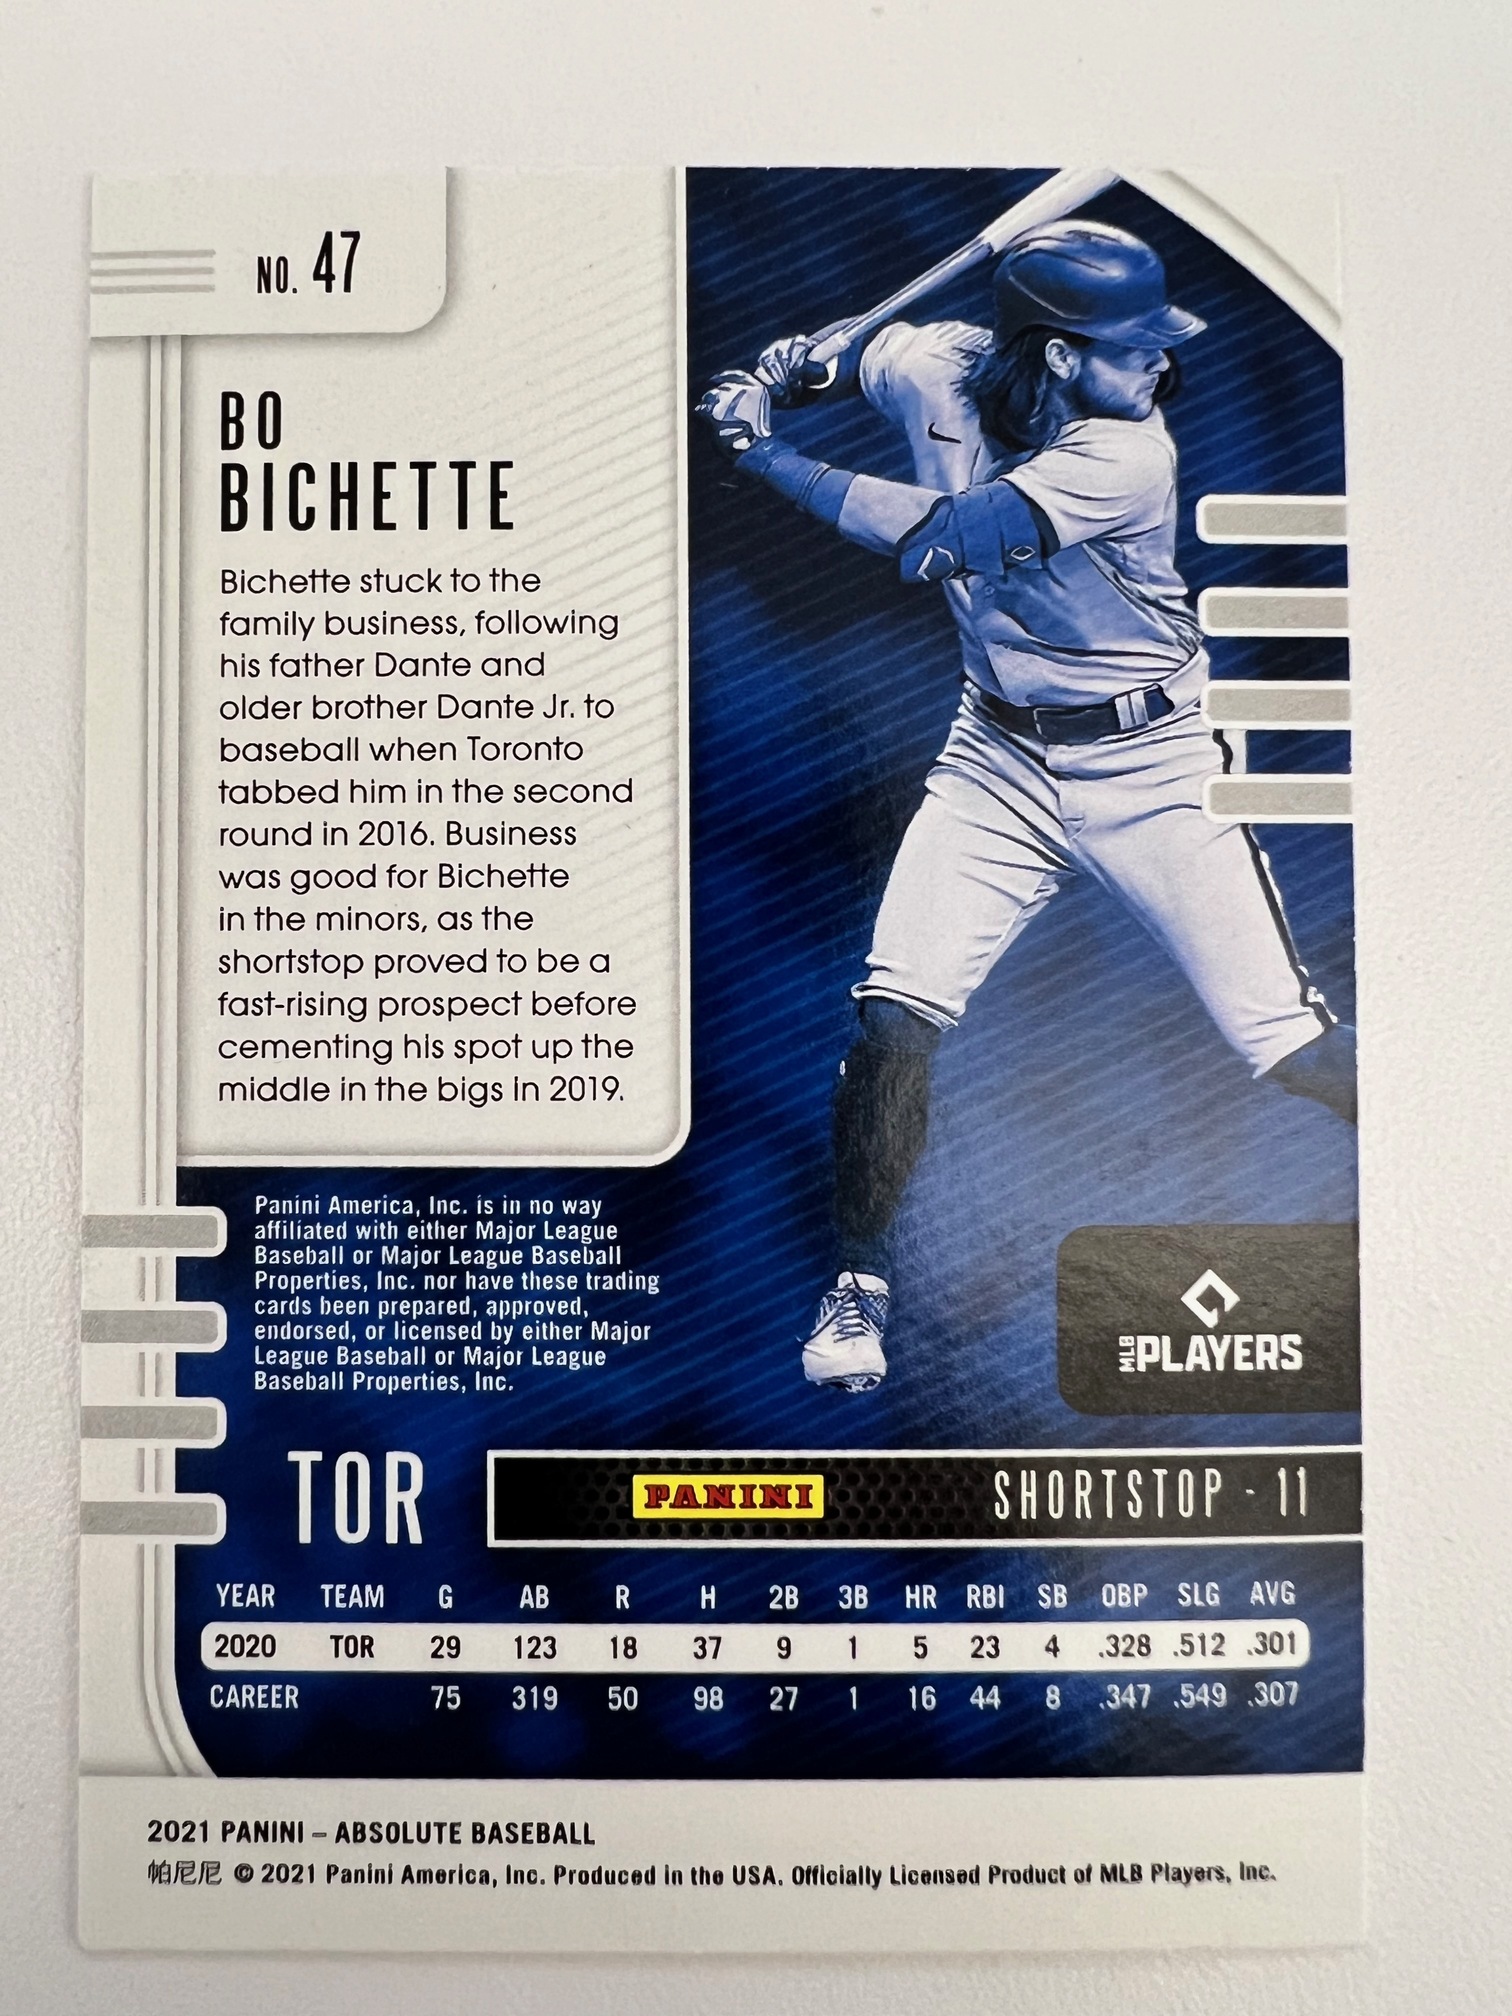 NO. 47
BO
BICHETTE
Bichette stuck to the
family business, following
his father Dante and
older brother Dante Jr. to
baseball when Toronto
tabbed him in the second
round in 2016. Business
was good for Bichette
in the minors, as the
shortstop proved to be a
fast-rising prospect before
cementing his spot up the
middle in the bigs in 2019.
Panini America, Inc. is in no way
affiliated with either Major League
Baseball or Major League Baseball
Properties, Inc. nor have these trading
cards been prepared, approved,
endorsed, or licensed by either Major
League Baseball or Major League
Baseball Properties, Inc.
MLB PLAYERS
TOR PANINI SHORTSTOP - 11
YEAR TEAM G AB R H 2B 3B HR RBI SB OBP SLG AVG
2020 TOR 29 123 18 37 9 1 5 23 4 .328 .512 .301
CAREER 75 319 50 98 27 1 16 44 8 .347 .549 .307
2021 PANINI – ABSOLUTE BASEBALL
帕尼尼 © 2021 Panini America, Inc. Produced in the USA. Officially Licensed Product of MLB Players, Inc.